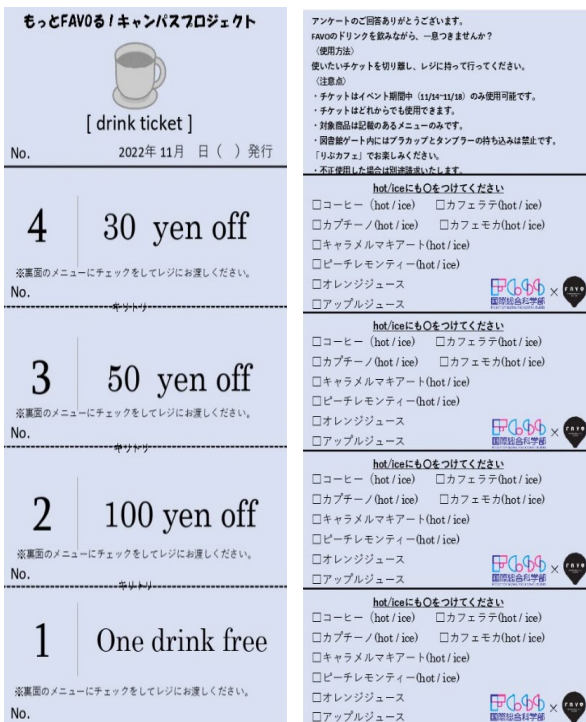 もっとFAVOる！キャンパスプロジェクト
[ drink ticket ]
No. 2022年 11月 日（ ）発行
4 30 yen off
※裏面のメニューにチェックをしてレジにお渡しください。
No.
キリトリ
3 50 yen off
※裏面のメニューにチェックをしてレジにお渡しください。
No.
キリトリ
2 100 yen off
※裏面のメニューにチェックをしてレジにお渡しください。
No.
キリトリ
1 One drink free
※裏面のメニューにチェックをしてレジにお渡しください。
No.
アンケートのご回答ありがとうございます。
FAVOのドリンクを飲みながら、一息つきませんか？
〈使用方法〉
使いたいチケットを切り離し、レジに持って行ってください。
〈注意点〉
・チケットはイベント期間中（11/14~11/18）のみ使用可能です。
・チケットはどれからでも使用できます。
・対象商品は記載のあるメニューのみです。
・図書館ゲート内にはプラカップとタンブラーの持ち込みは禁止です。
「りぶカフェ」でお楽しみください。
・不正使用した場合は別途請求いたします。
hot/iceにも〇をつけてください
□コーヒー（hot / ice） □カフェラテ(hot / ice)
□カプチーノ(hot / ice) □カフェモカ(hot / ice)
□キャラメルマキアート(hot / ice)
□ピーチレモンティー(hot / ice)
□オレンジジュース
□アップルジュース
国際総合科学部 × FAVO
hot/iceにも〇をつけてください
□コーヒー（hot / ice） □カフェラテ(hot / ice)
□カプチーノ(hot / ice) □カフェモカ(hot / ice)
□キャラメルマキアート(hot / ice)
□ピーチレモンティー(hot / ice)
□オレンジジュース
□アップルジュース
国際総合科学部 × FAVO
hot/iceにも〇をつけてください
□コーヒー（hot / ice） □カフェラテ(hot / ice)
□カプチーノ(hot / ice) □カフェモカ(hot / ice)
□キャラメルマキアート(hot / ice)
□ピーチレモンティー(hot / ice)
□オレンジジュース
□アップルジュース
国際総合科学部 × FAVO
hot/iceにも〇をつけてください
□コーヒー（hot / ice） □カフェラテ(hot / ice)
□カプチーノ(hot / ice) □カフェモカ(hot / ice)
□キャラメルマキアート(hot / ice)
□ピーチレモンティー(hot / ice)
□オレンジジュース
□アップルジュース
国際総合科学部 × FAVO